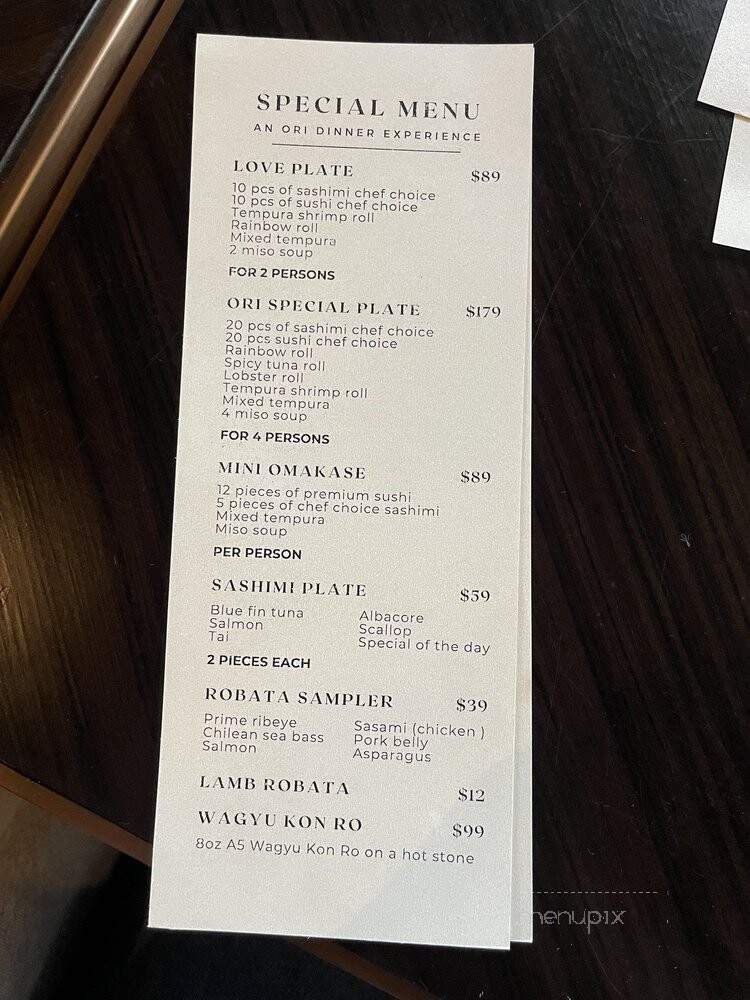 SPECIAL MENU
AN ORI DINNER EXPERIENCE
LOVE PLATE $89
10 pcs of sashimi chef choice
10 pcs of sushi chef choice
Tempura shrimp roll
Rainbow roll
Mixed tempura
2 miso soup
FOR 2 PERSONS
ORI SPECIAL PLATE $179
20 pcs of sashimi chef choice
20 pcs sushi chef choice
Rainbow roll
Spicy tuna roll
Lobster roll
Tempura shrimp roll
Mixed tempura
4 miso soup
FOR 4 PERSONS
MINI OMAKASE $89
12 pieces of premium sushi
5 pieces of chef choice sashimi
Mixed tempura
Miso soup
PER PERSON
SASHIMI PLATE $59
Blue fin tuna Albacore
Salmon Scallop
Tai Special of the day
2 PIECES EACH
ROBATA SAMPLER $39
Prime ribeye Sasami (chicken )
Chilean sea bass Pork belly
Salmon Asparagus
LAMB ROBATA $12
WAGYU KON RO $99
8oz A5 Wagyu Kon Ro on a hot stone
menupix